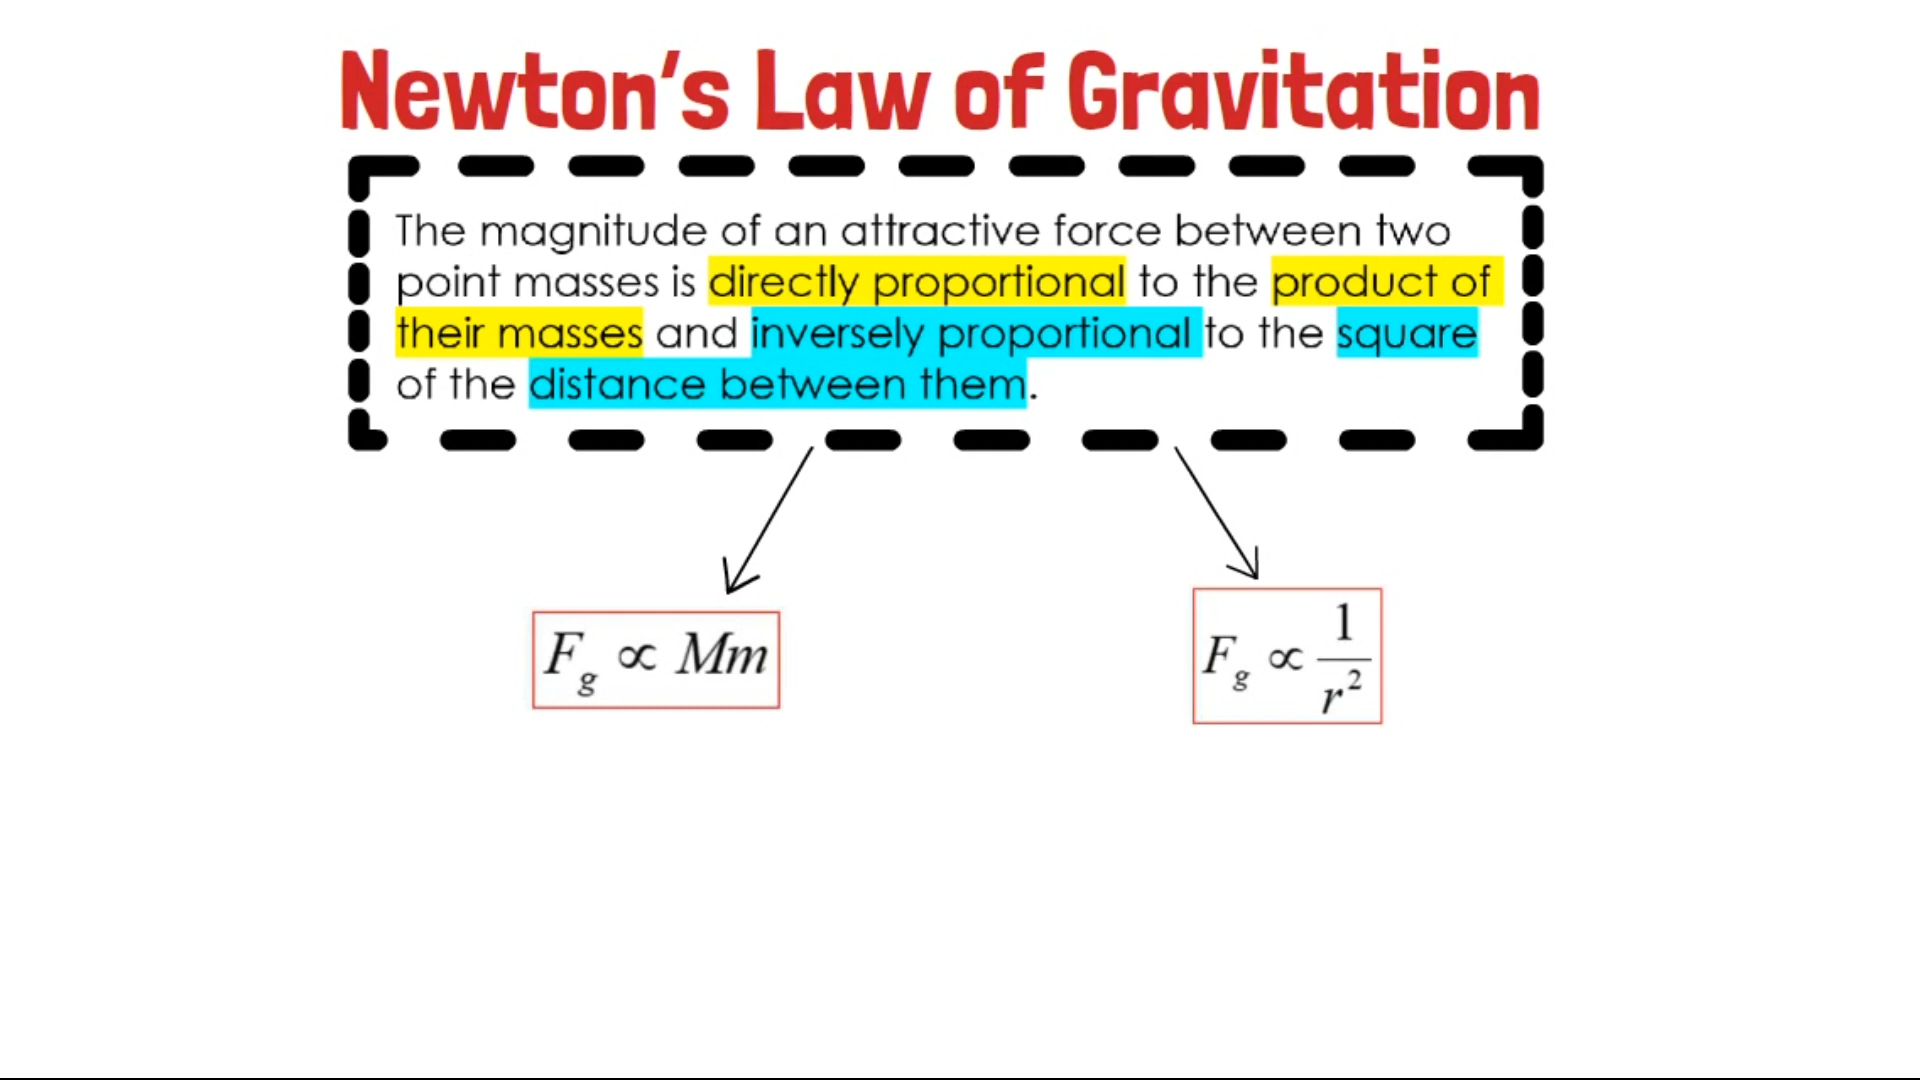 Newton's Law of Gravitation
The magnitude of an attractive force between two
point masses is directly proportional to the product of
their masses and inversely proportional to the square
of the distance between them.
F_g ∝ Mm
F_g ∝ 1/r²